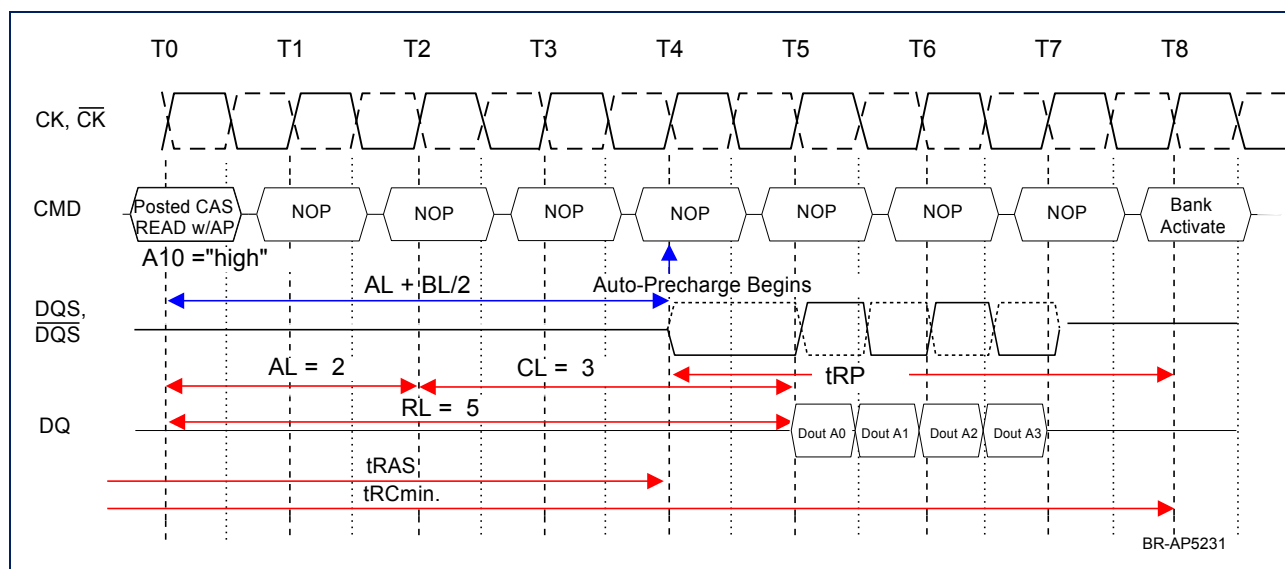 T0 T1 T2 T3 T4 T5 T6 T7 T8
CK, CK
CMD
Posted CAS
READ w/AP
NOP NOP NOP NOP NOP NOP NOP
Bank
Activate
A10 ="high"
AL + BL/2
Auto-Precharge Begins
DQS,
DQS
AL = 2
CL = 3
tRP
RL = 5
DQ
Dout A0 Dout A1 Dout A2 Dout A3
tRAS
tRCmin.
BR-AP5231